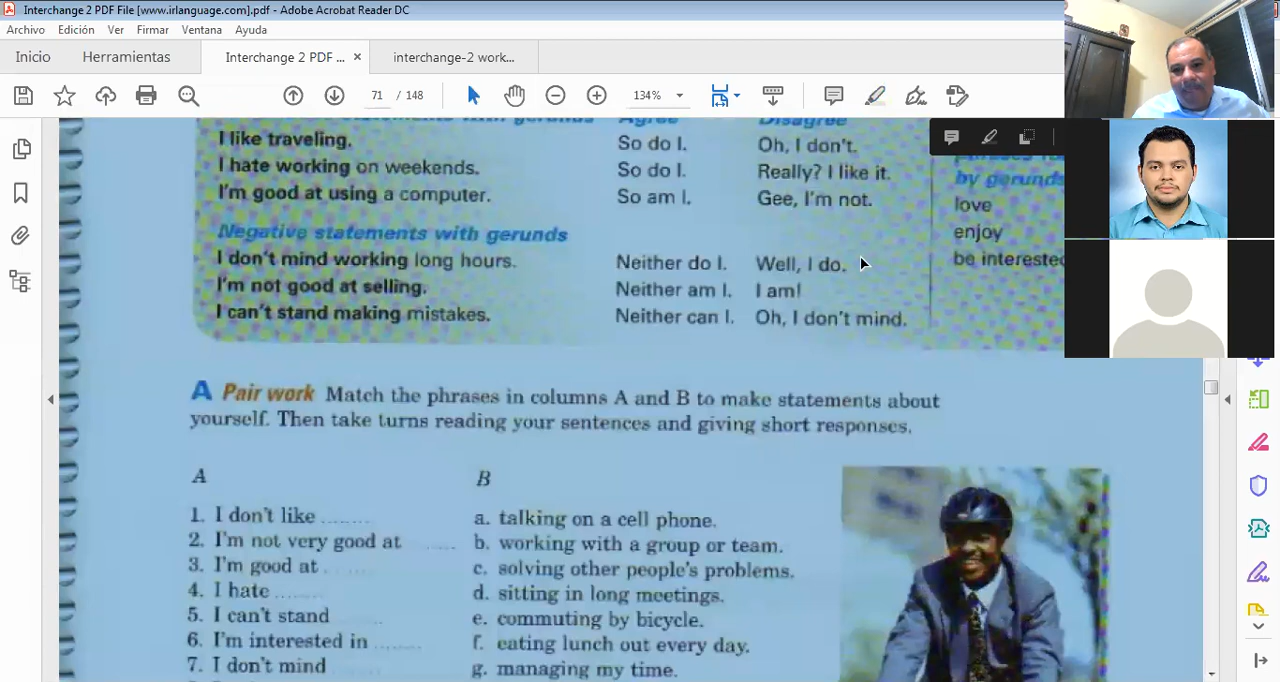 Interchange 2 PDF File [www.irlanguage.com].pdf - Adobe Acrobat Reader DC
Archivo Edición Ver Firmar Ventana Ayuda
Inicio Herramientas Interchange 2 PDF ... × interchange-2 work...
71 / 148 134%
statements with gerunds Agree Disagree
I like traveling. So do I. Oh, I don't.
I hate working on weekends. So do I. Really? I like it.
I'm good at using a computer. So am I. Gee, I'm not.
by gerunds
love
enjoy
be interested
Negative statements with gerunds
I don't mind working long hours. Neither do I. Well, I do.
I'm not good at selling. Neither am I. I am!
I can't stand making mistakes. Neither can I. Oh, I don't mind.
A Pair work Match the phrases in columns A and B to make statements about
yourself. Then take turns reading your sentences and giving short responses.
A
1. I don't like ........
2. I'm not very good at ......
3. I'm good at .......
4. I hate .......
5. I can't stand ......
6. I'm interested in .......
7. I don't mind ......
B
a. talking on a cell phone.
b. working with a group or team.
c. solving other people's problems.
d. sitting in long meetings.
e. commuting by bicycle.
f. eating lunch out every day.
g. managing my time.